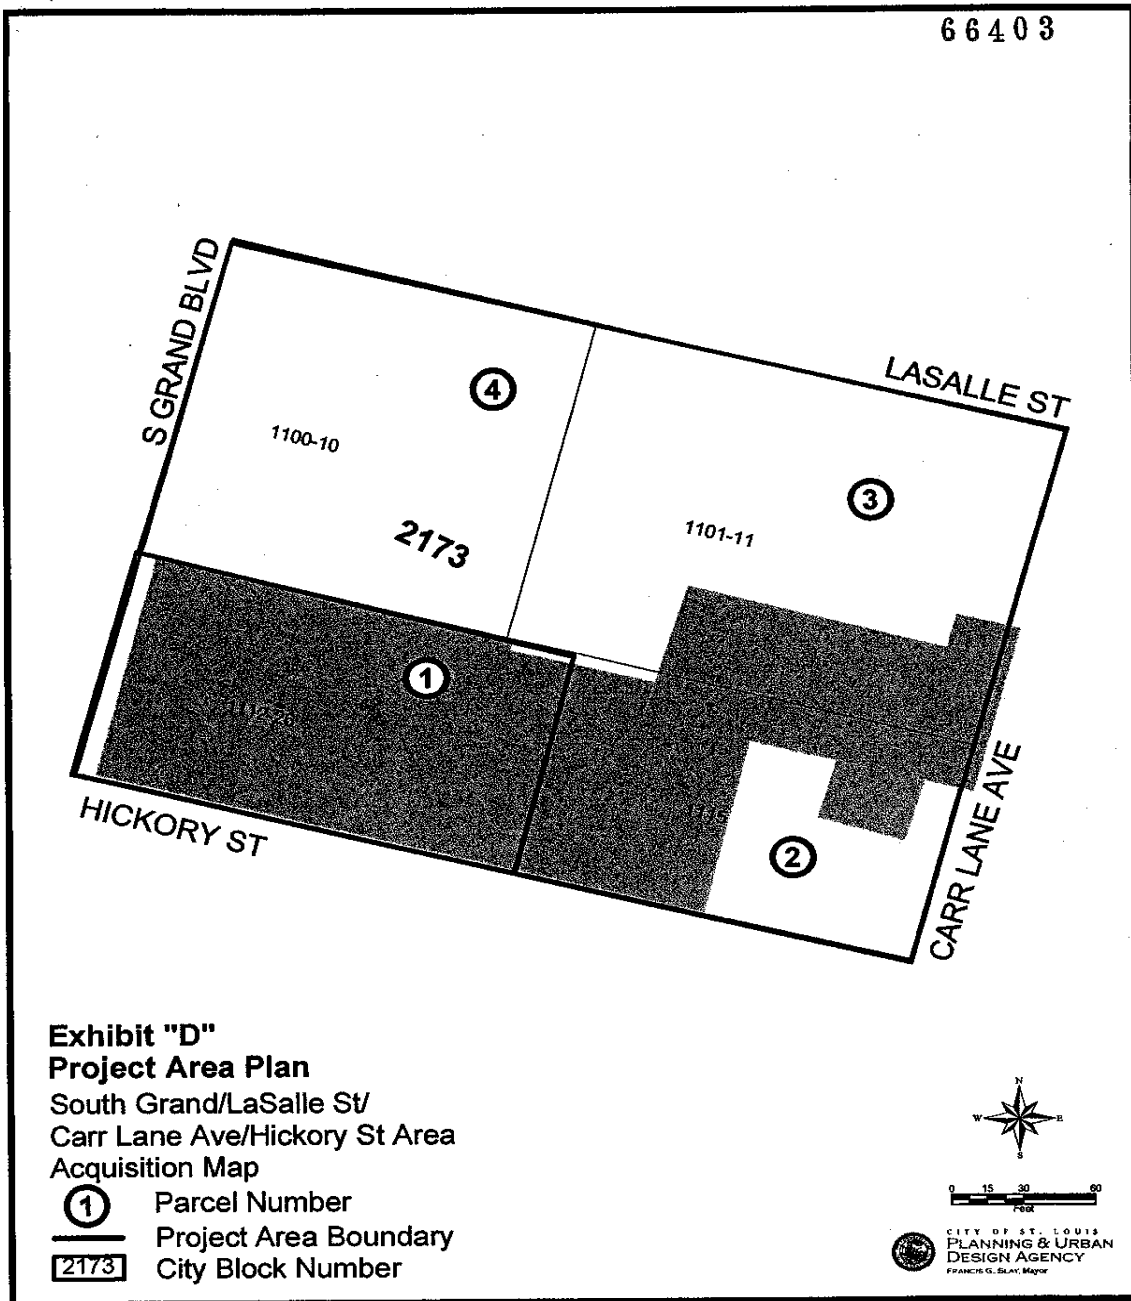 66403
S GRAND BLVD
LASALLE ST
4
1100-10
3
2173
1101-11
1
2
HICKORY ST
CARR LANE AVE
Exhibit "D"
Project Area Plan
South Grand/LaSalle St/
Carr Lane Ave/Hickory St Area
Acquisition Map
1 Parcel Number
Project Area Boundary
2173 City Block Number
N
W E
S
0 15 30 60
Feet
CITY OF ST. LOUIS
PLANNING & URBAN
DESIGN AGENCY
FRANCIS G. SLAY, Mayor